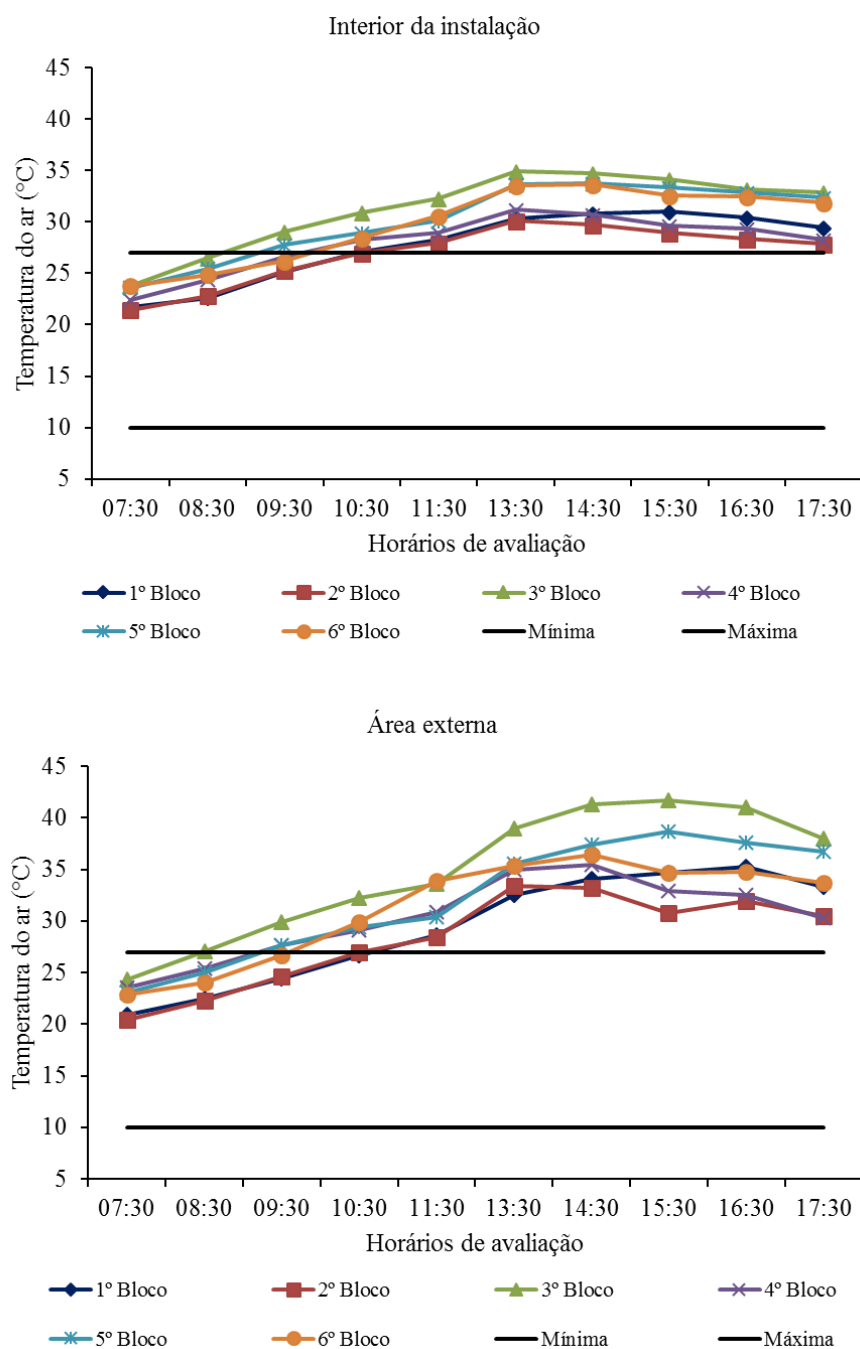 Interior da instalação
45
40
35
30
25
20
15
10
5
Temperatura do ar (°C)
07:30 08:30 09:30 10:30 11:30 13:30 14:30 15:30 16:30 17:30
Horários de avaliação
1º Bloco 2º Bloco 3º Bloco 4º Bloco
5º Bloco 6º Bloco Mínima Máxima
Área externa
45
40
35
30
25
20
15
10
5
Temperatura do ar (°C)
07:30 08:30 09:30 10:30 11:30 13:30 14:30 15:30 16:30 17:30
Horários de avaliação
1º Bloco 2º Bloco 3º Bloco 4º Bloco
5º Bloco 6º Bloco Mínima Máxima